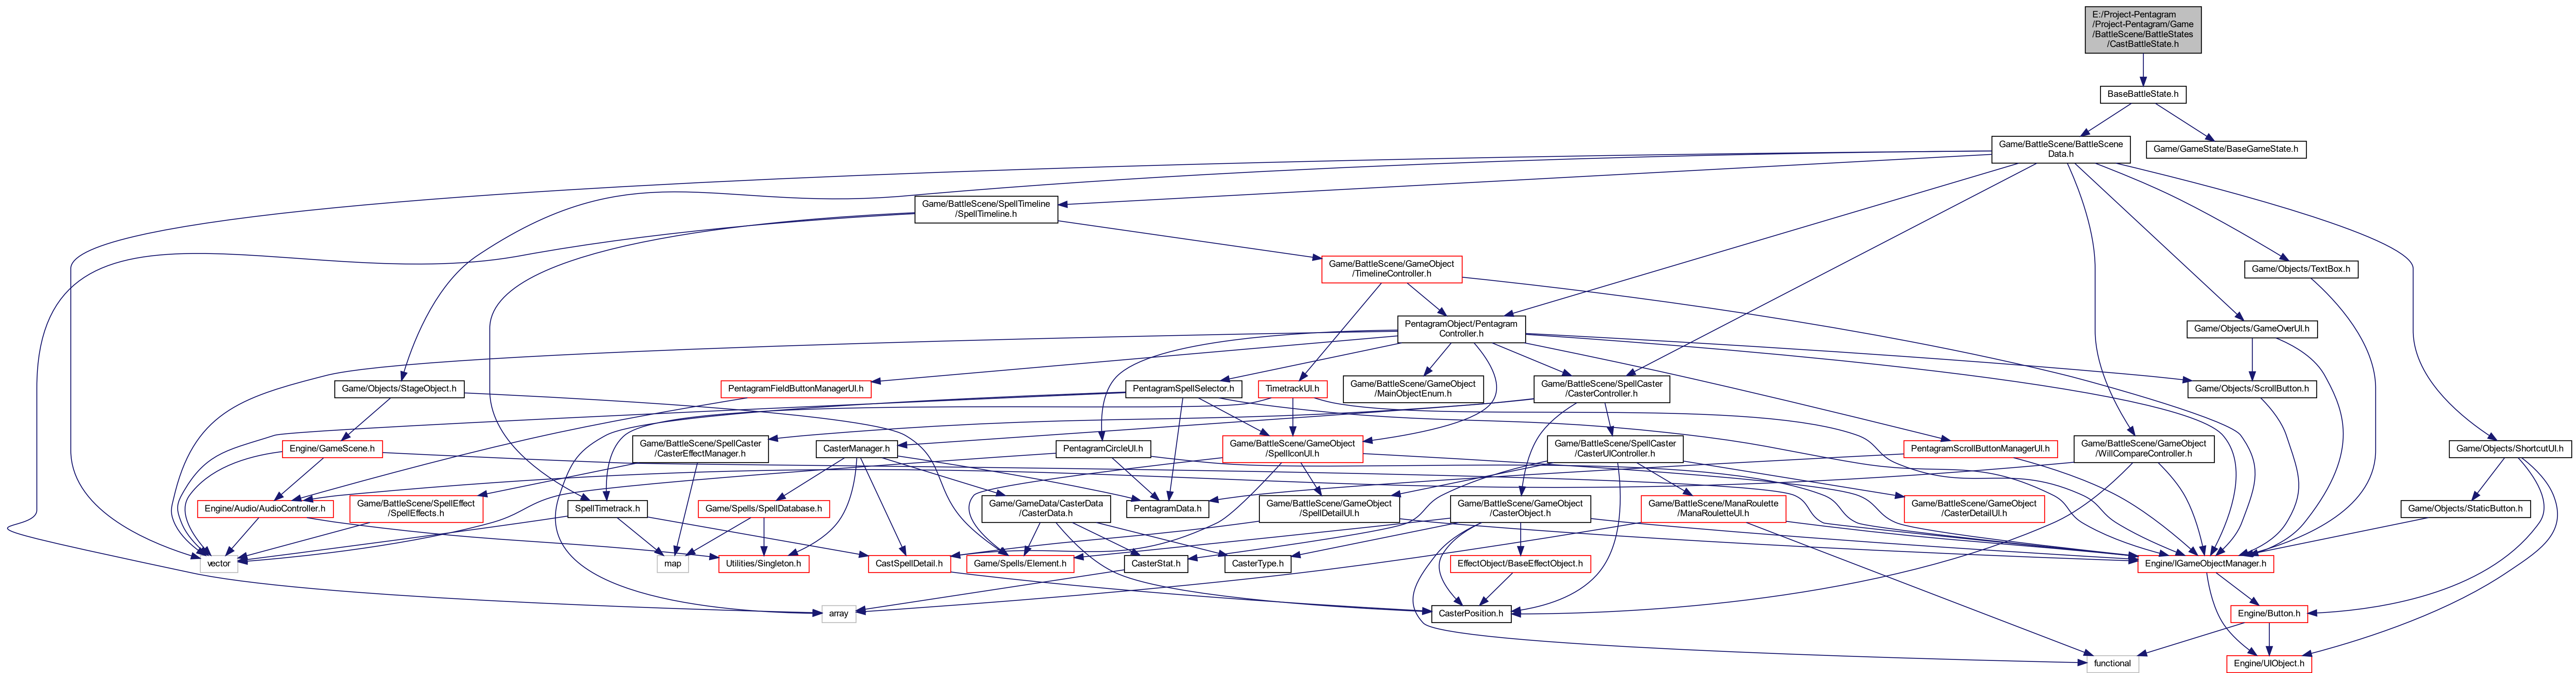 E:/Project-Pentagram
/Project-Pentagram/Game
/BattleScene/BattleStates
/CastBattleState.h
BaseBattleState.h
Game/BattleScene/BattleScene
Data.h
Game/GameState/BaseGameState.h
Game/BattleScene/SpellTimeline
/SpellTimeline.h
Game/BattleScene/GameObject
/TimelineController.h
Game/Objects/TextBox.h
PentagramObject/Pentagram
Controller.h
Game/Objects/GameOverUI.h
Game/Objects/StageObject.h
PentagramFieldButtonManagerUI.h
PentagramSpellSelector.h
TimetrackUI.h
Game/BattleScene/GameObject
/MainObjectEnum.h
Game/BattleScene/SpellCaster
/CasterController.h
Game/Objects/ScrollButton.h
Engine/GameScene.h
Game/BattleScene/SpellCaster
/CasterEffectManager.h
CasterManager.h
PentagramCircleUI.h
Game/BattleScene/GameObject
/SpellIconUI.h
Game/BattleScene/SpellCaster
/CasterUIController.h
PentagramScrollButtonManagerUI.h
Game/BattleScene/GameObject
/WillCompareController.h
Game/Objects/ShortcutUI.h
Engine/Audio/AudioController.h
Game/BattleScene/SpellEffect
/SpellEffects.h
SpellTimetrack.h
Game/Spells/SpellDatabase.h
Game/GameData/CasterData
/CasterData.h
PentagramData.h
Game/BattleScene/GameObject
/SpellDetailUI.h
Game/BattleScene/GameObject
/CasterObject.h
Game/BattleScene/ManaRoulette
/ManaRouletteUI.h
Game/BattleScene/GameObject
/CasterDetailUI.h
Game/Objects/StaticButton.h
vector
map
Utilities/Singleton.h
CastSpellDetail.h
Game/Spells/Element.h
CasterStat.h
CasterType.h
EffectObject/BaseEffectObject.h
Engine/IGameObjectManager.h
array
CasterPosition.h
Engine/Button.h
functional
Engine/UIObject.h